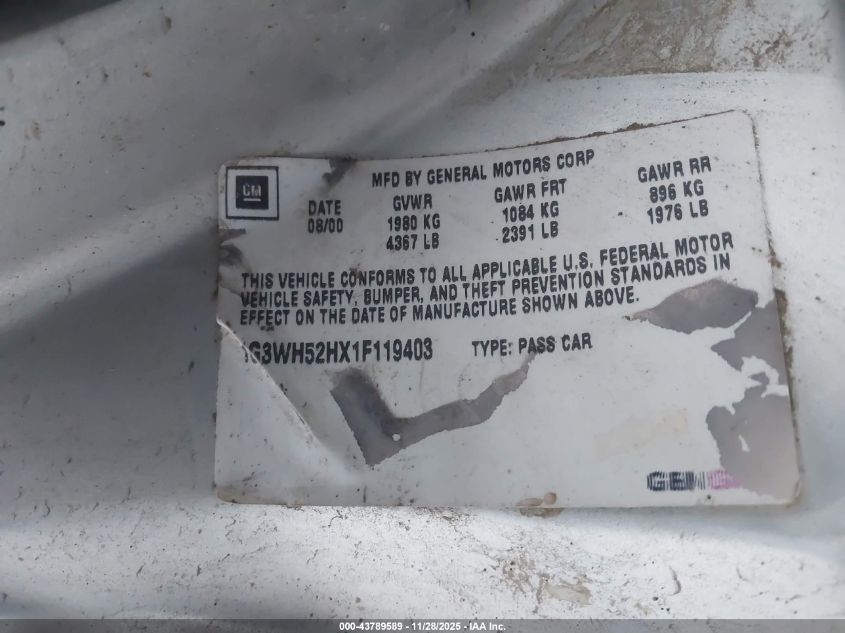 GM
MFD BY GENERAL MOTORS CORP
DATE GVWR GAWR FRT GAWR RR
08/00 1980 KG 1084 KG 896 KG
4367 LB 2391 LB 1976 LB
THIS VEHICLE CONFORMS TO ALL APPLICABLE U.S. FEDERAL MOTOR
VEHICLE SAFETY, BUMPER, AND THEFT PREVENTION STANDARDS IN
EFFECT ON THE DATE OF MANUFACTURE SHOWN ABOVE.
1G3WH52HX1F119403 TYPE: PASS CAR
000-43789589 | 11/28/2025 - IAA Inc.